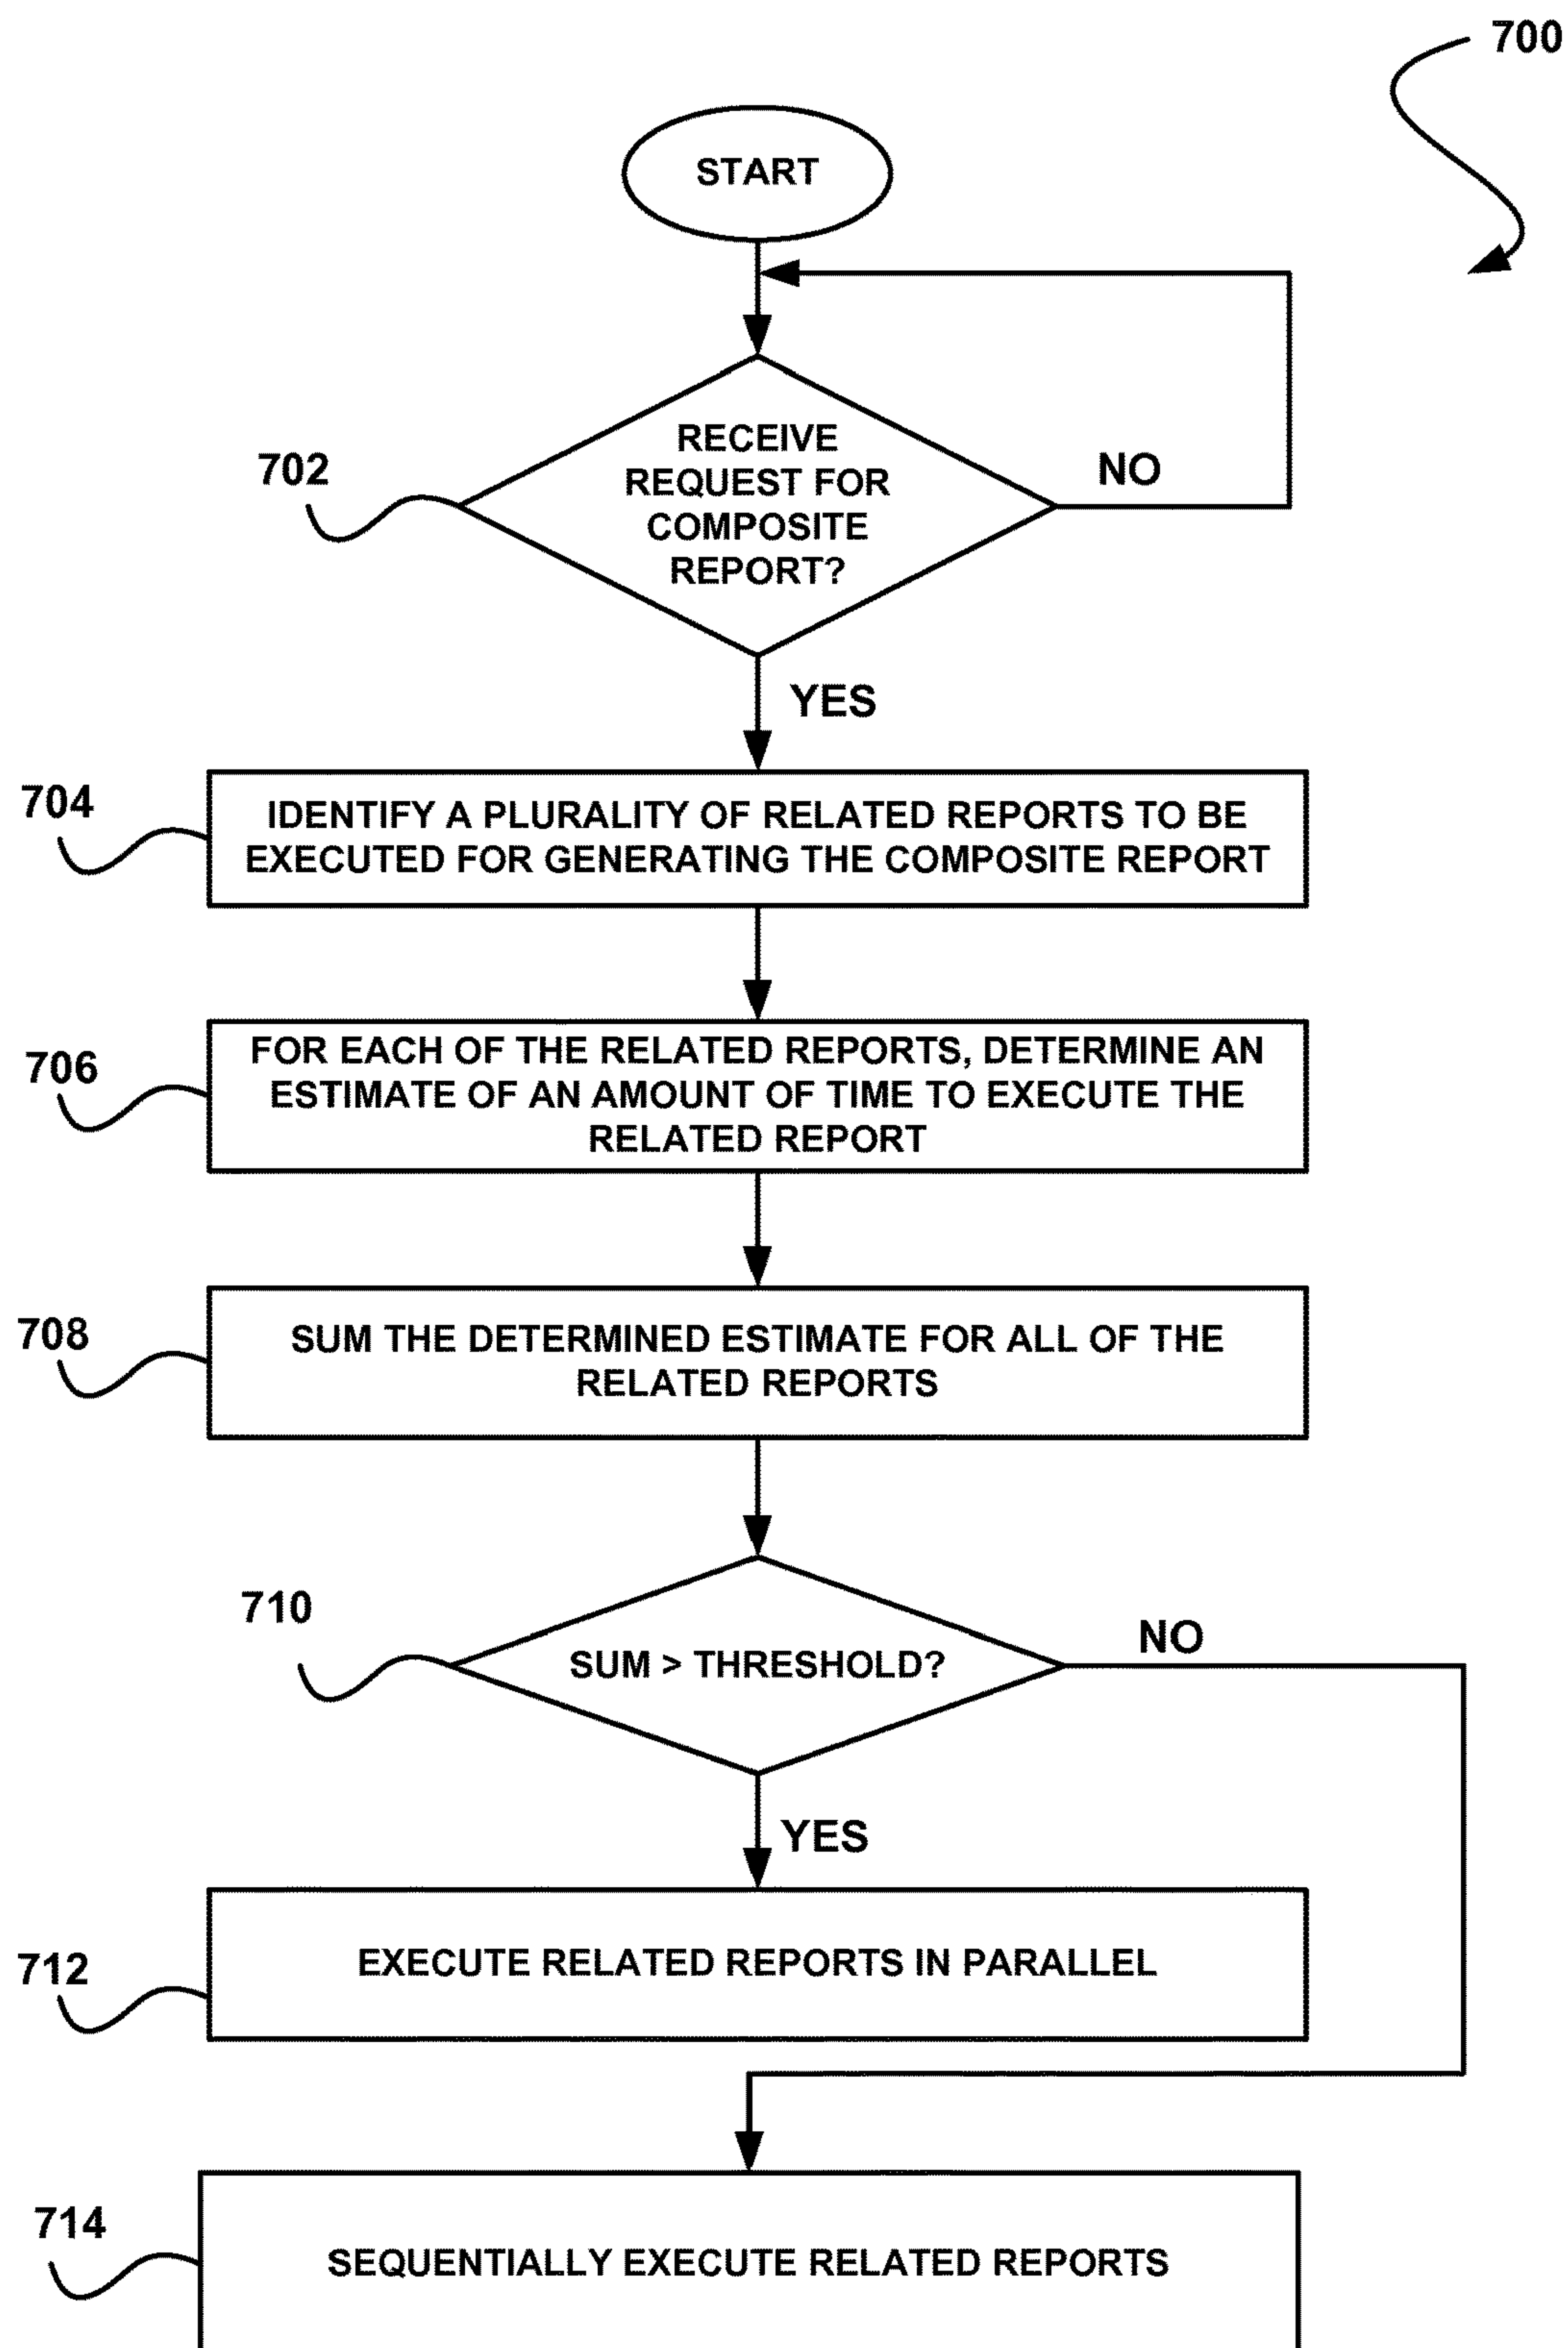 700
START
702
RECEIVE
REQUEST FOR
COMPOSITE
REPORT?
NO
YES
704
IDENTIFY A PLURALITY OF RELATED REPORTS TO BE
EXECUTED FOR GENERATING THE COMPOSITE REPORT
706
FOR EACH OF THE RELATED REPORTS, DETERMINE AN
ESTIMATE OF AN AMOUNT OF TIME TO EXECUTE THE
RELATED REPORT
708
SUM THE DETERMINED ESTIMATE FOR ALL OF THE
RELATED REPORTS
710
SUM > THRESHOLD?
NO
YES
712
EXECUTE RELATED REPORTS IN PARALLEL
714
SEQUENTIALLY EXECUTE RELATED REPORTS